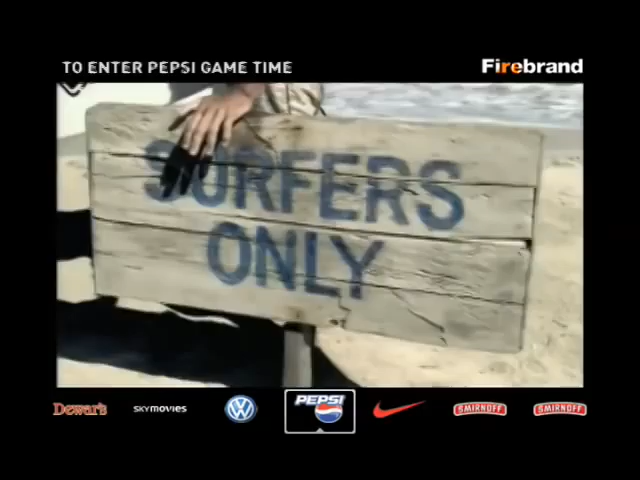 TO ENTER PEPSI GAME TIME
Firebrand
SURFERS
ONLY
Dewar's
SKYMOVIES
PEPSI
SMIRNOFF
SMIRNOFF